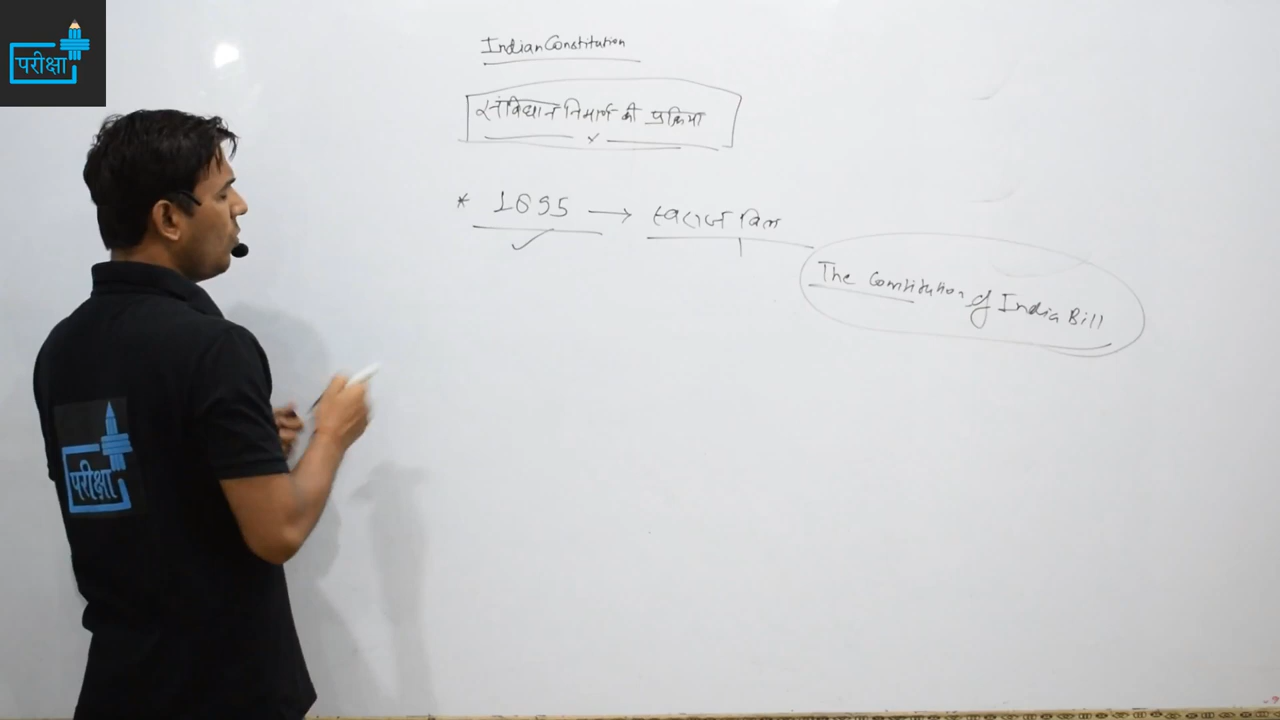 परीक्षा
Indian Constitution
संविधान निमार्ण की प्रक्रिया
* 1895 → स्वराज बिल
The Constitution of India Bill
परीक्षा